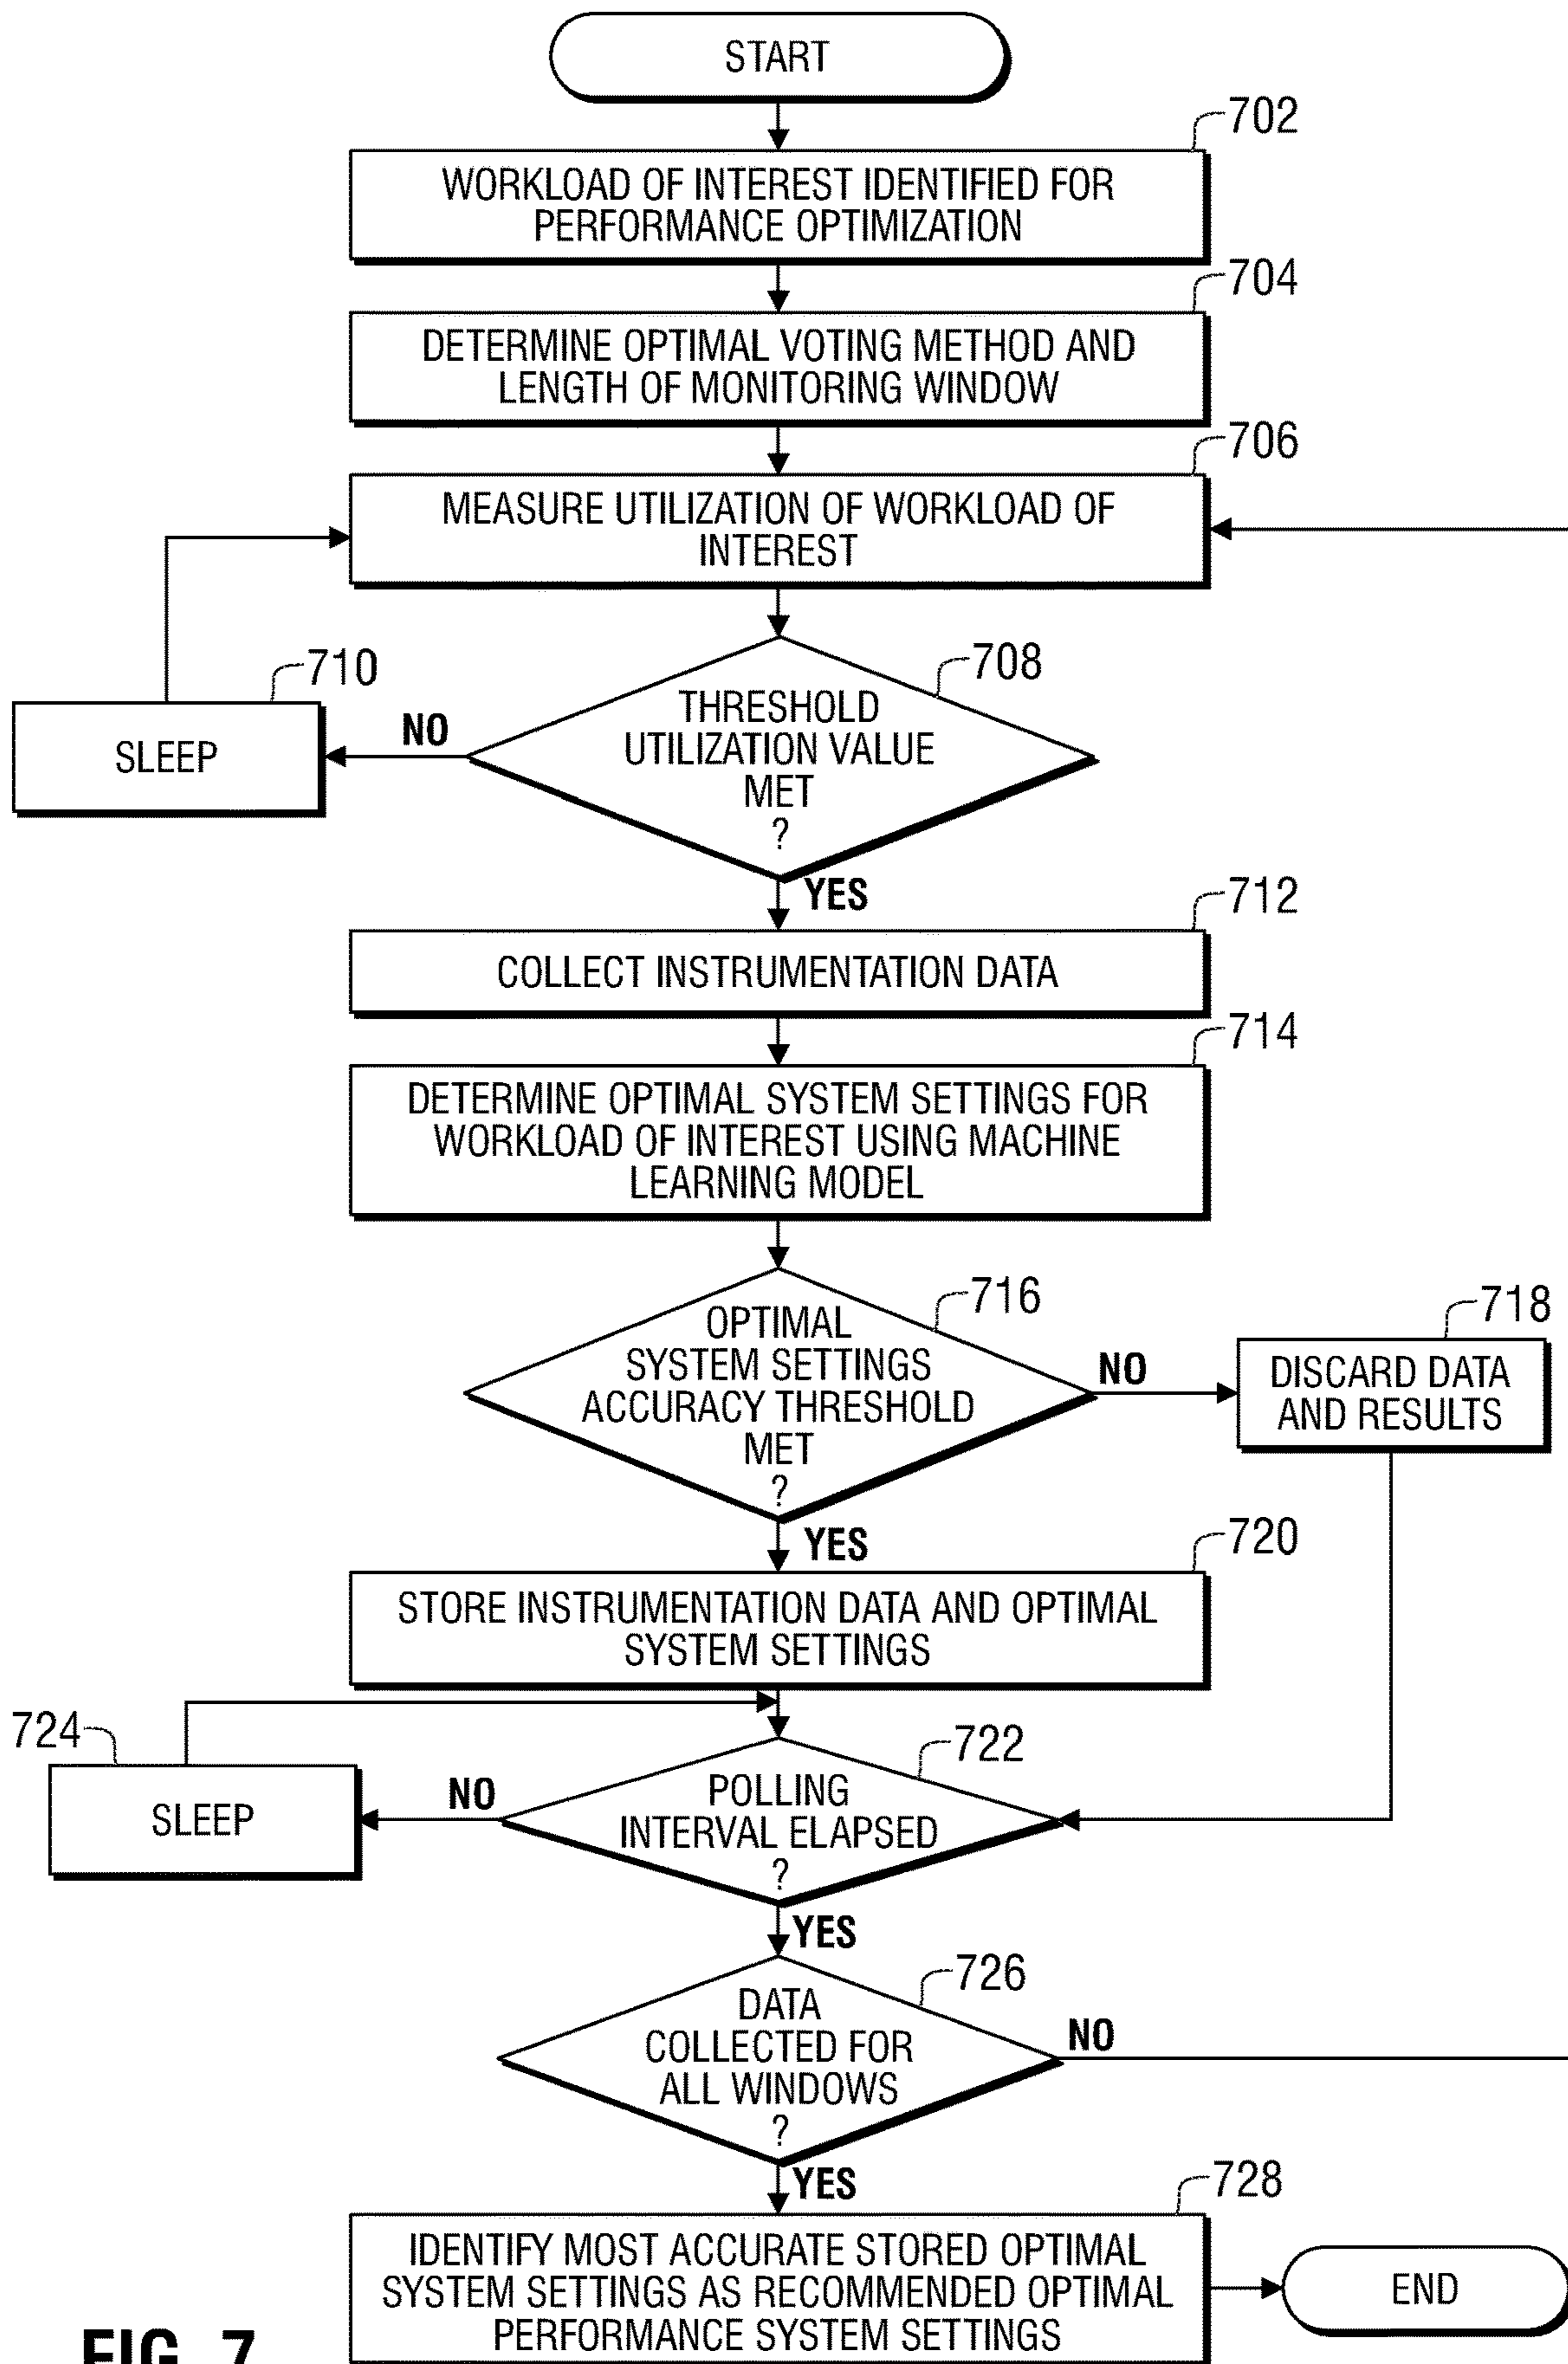 START
702
WORKLOAD OF INTEREST IDENTIFIED FOR
PERFORMANCE OPTIMIZATION
704
DETERMINE OPTIMAL VOTING METHOD AND
LENGTH OF MONITORING WINDOW
706
MEASURE UTILIZATION OF WORKLOAD OF
INTEREST
708
THRESHOLD
UTILIZATION VALUE
MET
?
NO
710
SLEEP
YES
712
COLLECT INSTRUMENTATION DATA
714
DETERMINE OPTIMAL SYSTEM SETTINGS FOR
WORKLOAD OF INTEREST USING MACHINE
LEARNING MODEL
716
OPTIMAL
SYSTEM SETTINGS
ACCURACY THRESHOLD
MET
?
NO
718
DISCARD DATA
AND RESULTS
YES
720
STORE INSTRUMENTATION DATA AND OPTIMAL
SYSTEM SETTINGS
722
POLLING
INTERVAL ELAPSED
?
NO
724
SLEEP
YES
726
DATA
COLLECTED FOR
ALL WINDOWS
?
NO
YES
728
IDENTIFY MOST ACCURATE STORED OPTIMAL
SYSTEM SETTINGS AS RECOMMENDED OPTIMAL
PERFORMANCE SYSTEM SETTINGS
END
FIG. 7